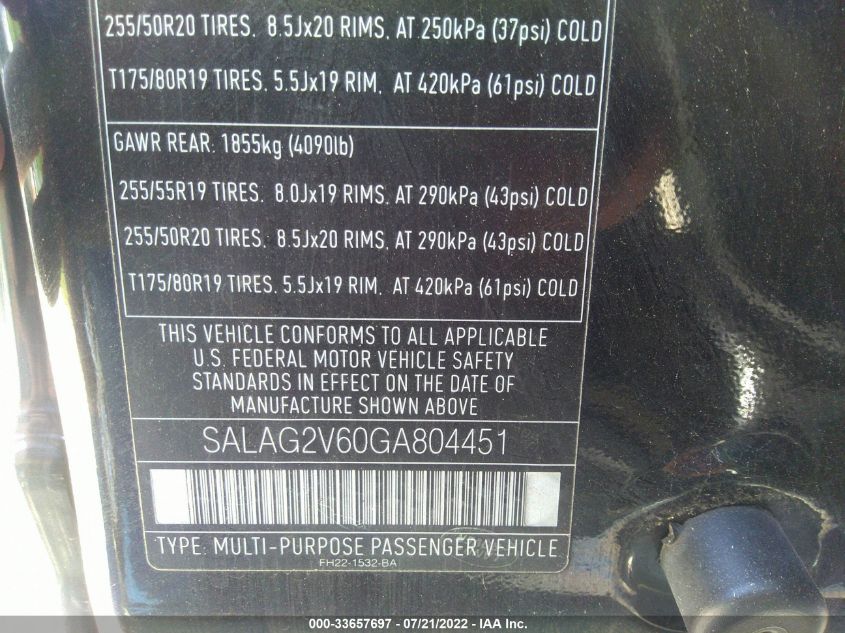 255/50R20 TIRES. 8.5Jx20 RIMS, AT 250kPa (37psi) COLD
T175/80R19 TIRES. 5.5Jx19 RIM, AT 420kPa (61psi) COLD
GAWR REAR: 1855kg (4090lb)
255/55R19 TIRES. 8.0Jx19 RIMS, AT 290kPa (43psi) COLD
255/50R20 TIRES. 8.5Jx20 RIMS, AT 290kPa (43psi) COLD
T175/80R19 TIRES. 5.5Jx19 RIM, AT 420kPa (61psi) COLD
THIS VEHICLE CONFORMS TO ALL APPLICABLE
U.S. FEDERAL MOTOR VEHICLE SAFETY
STANDARDS IN EFFECT ON THE DATE OF
MANUFACTURE SHOWN ABOVE
SALAG2V60GA804451
TYPE: MULTI-PURPOSE PASSENGER VEHICLE
FH22-1532-BA
000-33657697 - 07/21/2022 - IAA Inc.